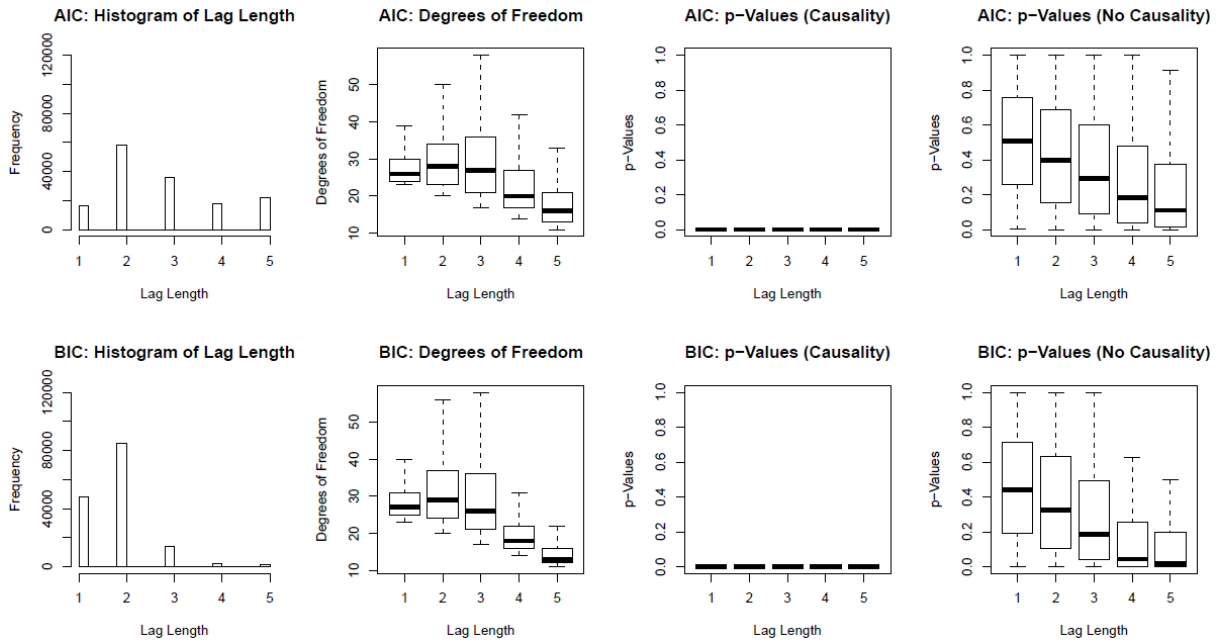 AIC: Histogram of Lag Length
Frequency
0
40000
80000
120000
1 2 3 4 5
Lag Length
AIC: Degrees of Freedom
Degrees of Freedom
10
20
30
40
50
1 2 3 4 5
Lag Length
AIC: p−Values (Causality)
p−Values
0.0
0.2
0.4
0.6
0.8
1.0
1 2 3 4 5
Lag Length
AIC: p−Values (No Causality)
p−Values
0.0
0.2
0.4
0.6
0.8
1.0
1 2 3 4 5
Lag Length
BIC: Histogram of Lag Length
Frequency
0
40000
80000
120000
1 2 3 4 5
Lag Length
BIC: Degrees of Freedom
Degrees of Freedom
10
20
30
40
50
1 2 3 4 5
Lag Length
BIC: p−Values (Causality)
p−Values
0.0
0.2
0.4
0.6
0.8
1.0
1 2 3 4 5
Lag Length
BIC: p−Values (No Causality)
p−Values
0.0
0.2
0.4
0.6
0.8
1.0
1 2 3 4 5
Lag Length